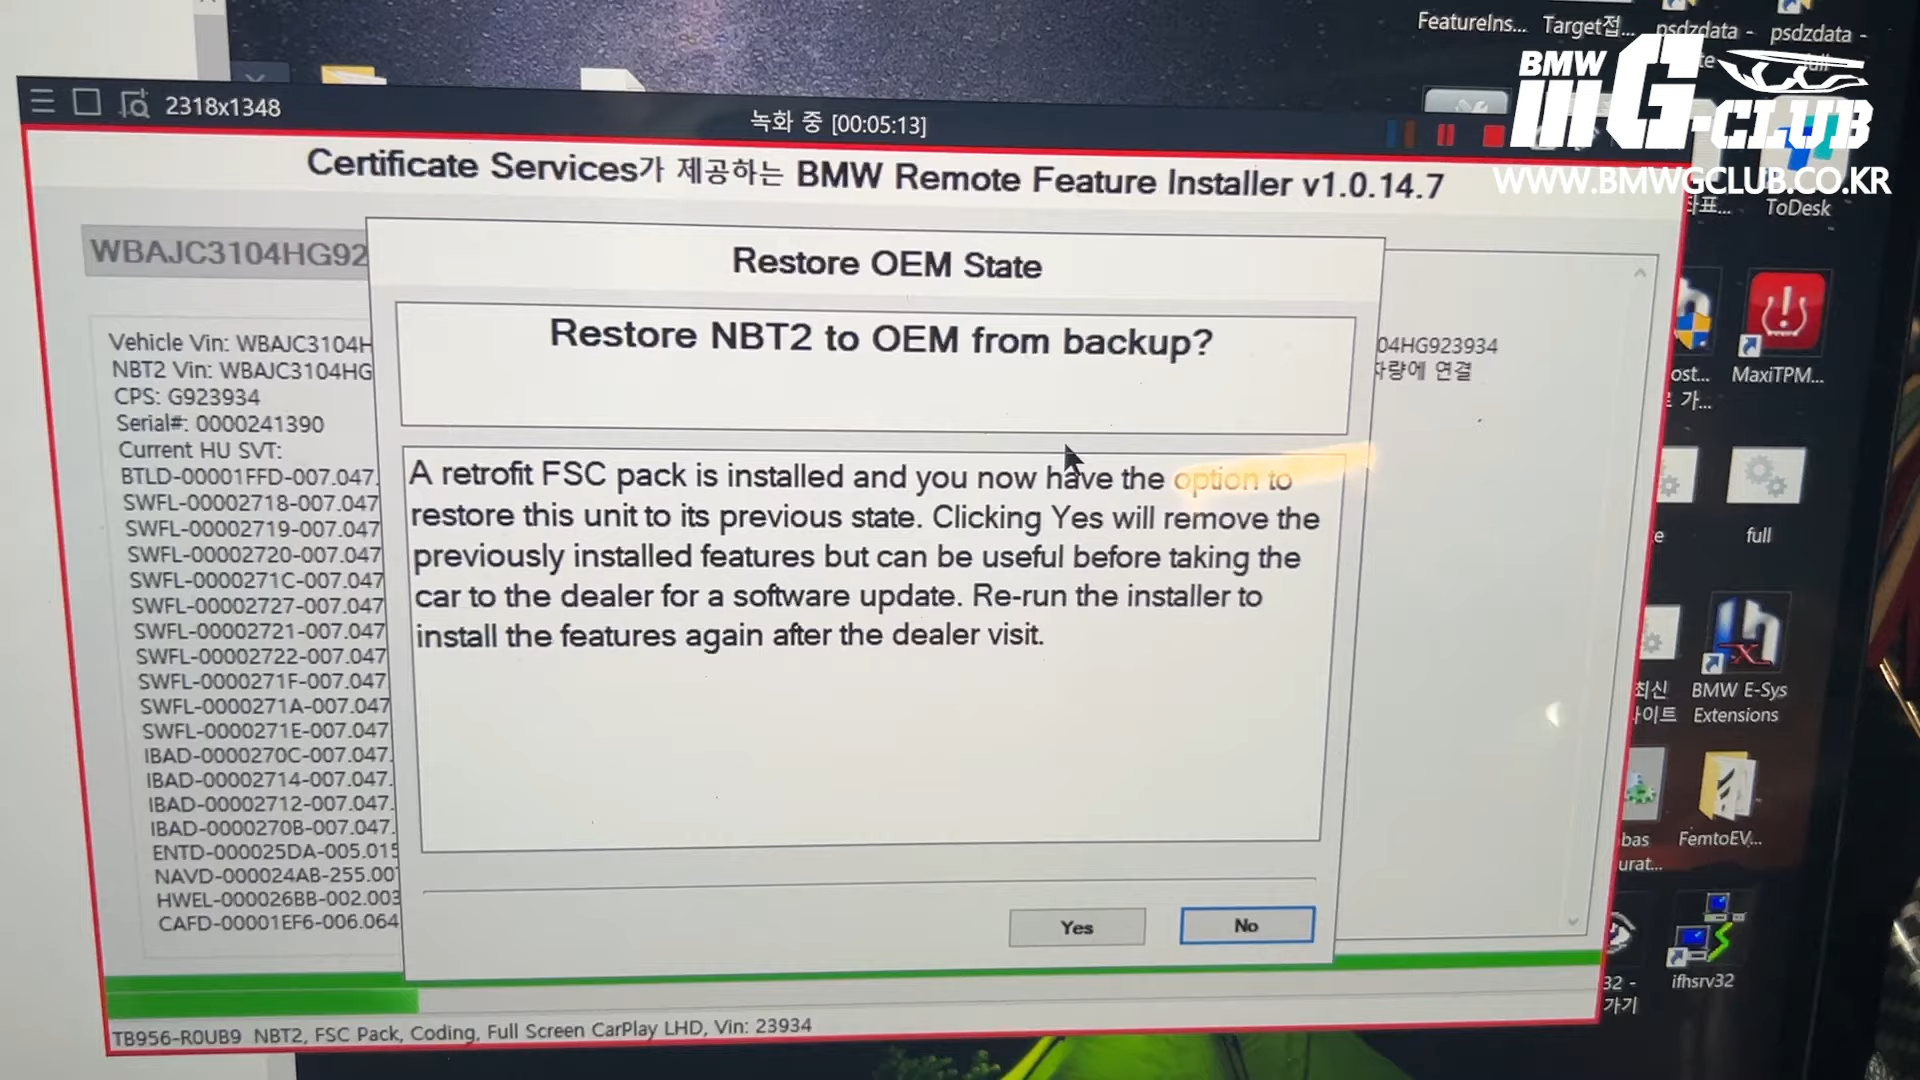 FeatureIns...
Target접...
psdzdata -
psdzdata -
BMW
G-CLUB
WWW.BMWGCLUB.CO.KR
ToDesk
2318x1348
녹화 중 [00:05:13]
Certificate Services가 제공하는 BMW Remote Feature Installer v1.0.14.7
WBAJC3104HG92
Restore OEM State
Restore NBT2 to OEM from backup?
A retrofit FSC pack is installed and you now have the option to
restore this unit to its previous state. Clicking Yes will remove the
previously installed features but can be useful before taking the
car to the dealer for a software update. Re-run the installer to
install the features again after the dealer visit.
Yes
No
Vehicle Vin: WBAJC3104H
NBT2 Vin: WBAJC3104HG
CPS: G923934
Serial#: 0000241390
Current HU SVT:
BTLD-00001FFD-007.047.
SWFL-00002718-007.047
SWFL-00002719-007.047
SWFL-00002720-007.047
SWFL-0000271C-007.047
SWFL-00002727-007.047
SWFL-00002721-007.047
SWFL-00002722-007.047
SWFL-0000271F-007.047
SWFL-0000271A-007.047
SWFL-0000271E-007.047
IBAD-0000270C-007.047.
IBAD-00002714-007.047.
IBAD-00002712-007.047.
IBAD-0000270B-007.047.
ENTD-000025DA-005.015
NAVD-000024AB-255.00
HWEL-000026BB-002.003
CAFD-00001EF6-006.064
04HG923934
차량에 연결
TB956-R0UB9 NBT2, FSC Pack, Coding, Full Screen CarPlay LHD, Vin: 23934
ost...
가...
MaxiTPM...
full
최신
BMW E-Sys
Extensions
bas
urat...
FemtoEV...
32 -
가기
ifhsrv32